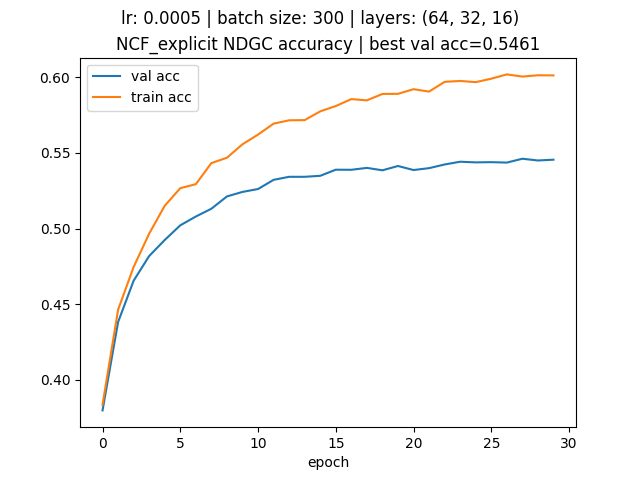 lr: 0.0005 | batch size: 300 | layers: (64, 32, 16)
NCF_explicit NDGC accuracy | best val acc=0.5461
val acc
train acc
0.60
0.55
0.50
0.45
0.40
0 5 10 15 20 25 30
epoch